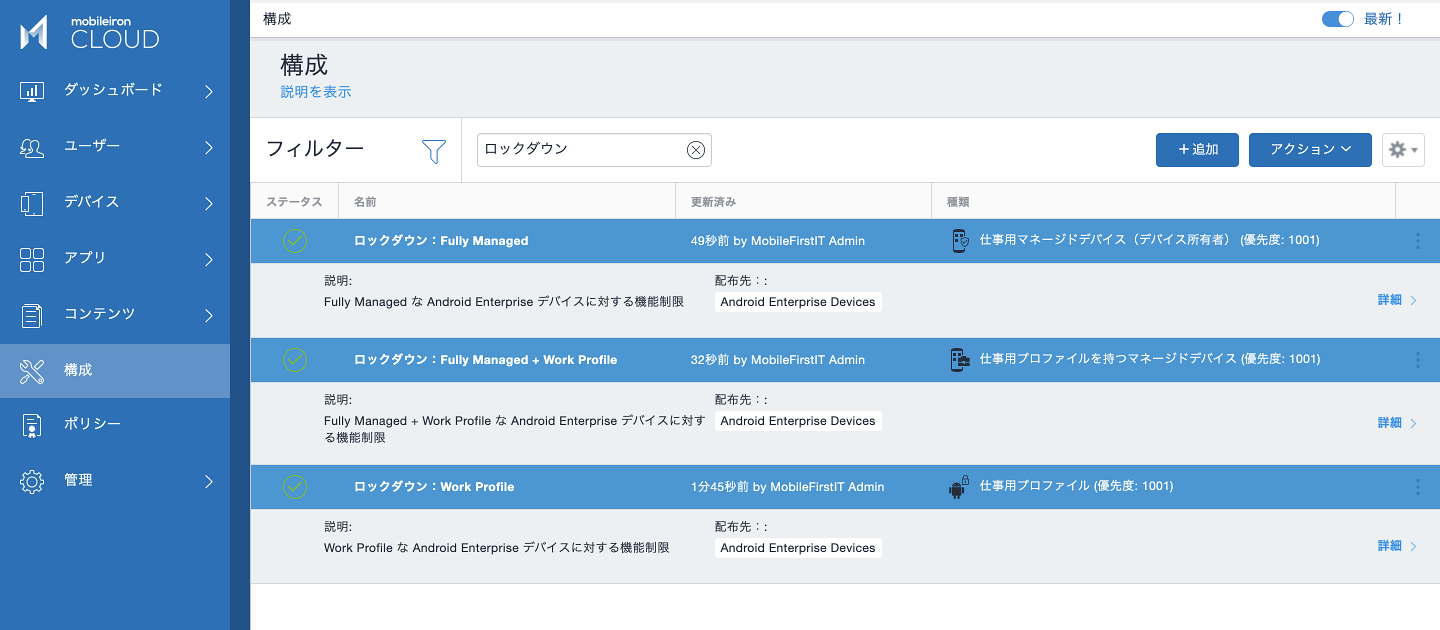 mobileiron
CLOUD
ダッシュボード
ユーザー
デバイス
アプリ
コンテンツ
構成
ポリシー
管理
構成
最新！
構成
説明を表示
フィルター
ロックダウン
＋追加
アクション
ステータス
名前
更新済み
種類
ロックダウン：Fully Managed
49秒前 by MobileFirstIT Admin
仕事用マネージドデバイス（デバイス所有者） (優先度: 1001)
説明:
Fully Managed な Android Enterprise デバイスに対する機能制限
配布先：:
Android Enterprise Devices
詳細
ロックダウン：Fully Managed + Work Profile
32秒前 by MobileFirstIT Admin
仕事用プロファイルを持つマネージドデバイス (優先度: 1001)
説明:
Fully Managed + Work Profile な Android Enterprise デバイスに対す
る機能制限
配布先：:
Android Enterprise Devices
詳細
ロックダウン：Work Profile
1分45秒前 by MobileFirstIT Admin
仕事用プロファイル (優先度: 1001)
説明:
Work Profile な Android Enterprise デバイスに対する機能制限
配布先：:
Android Enterprise Devices
詳細